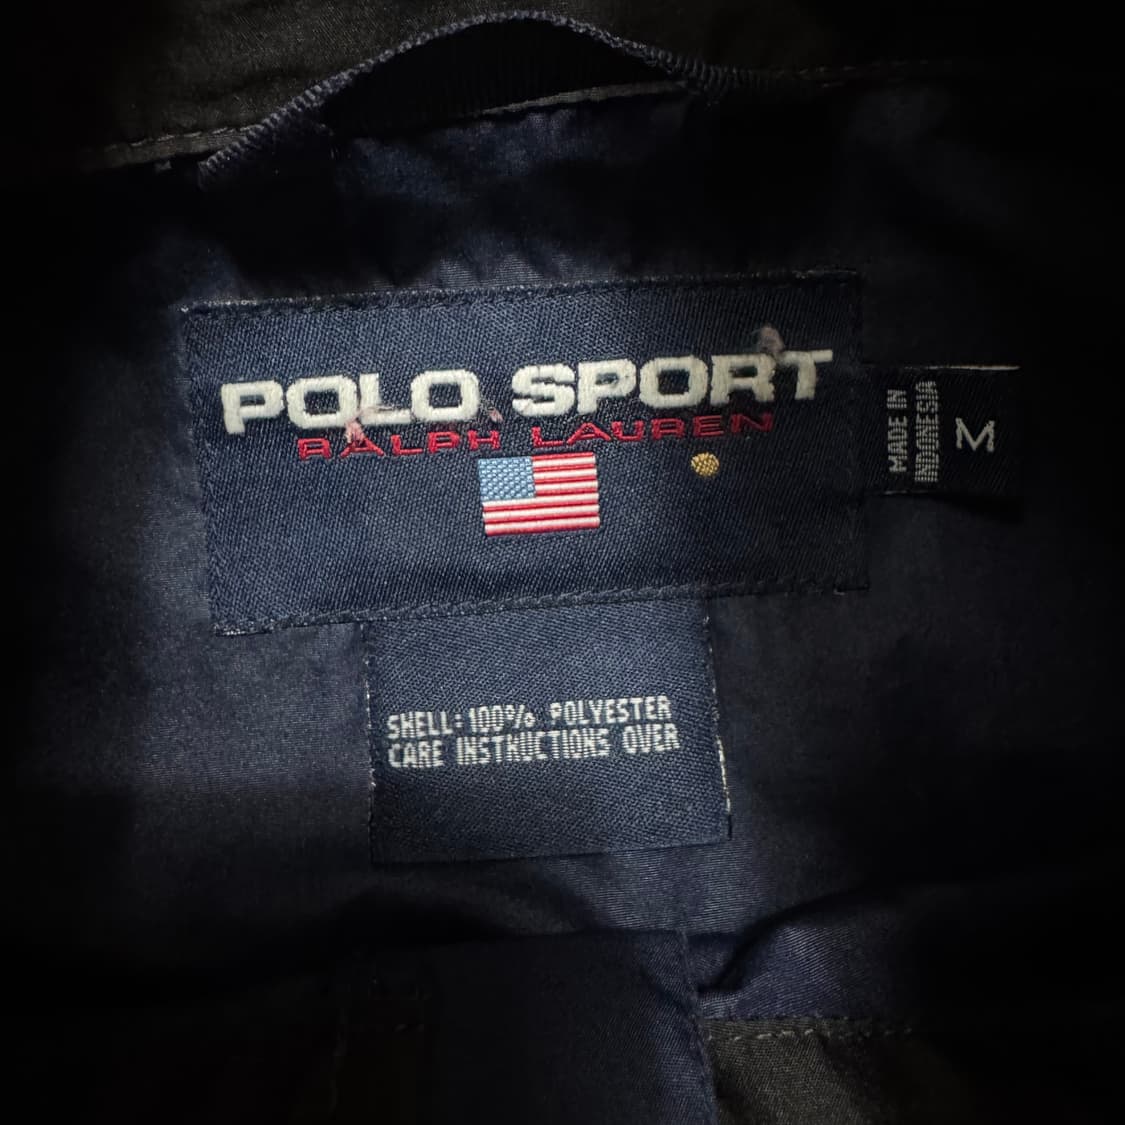 POLO SPORT
RALPH LAUREN
MADE IN
INDONESIA
M
SHELL: 100% POLYESTER
CARE INSTRUCTIONS OVER